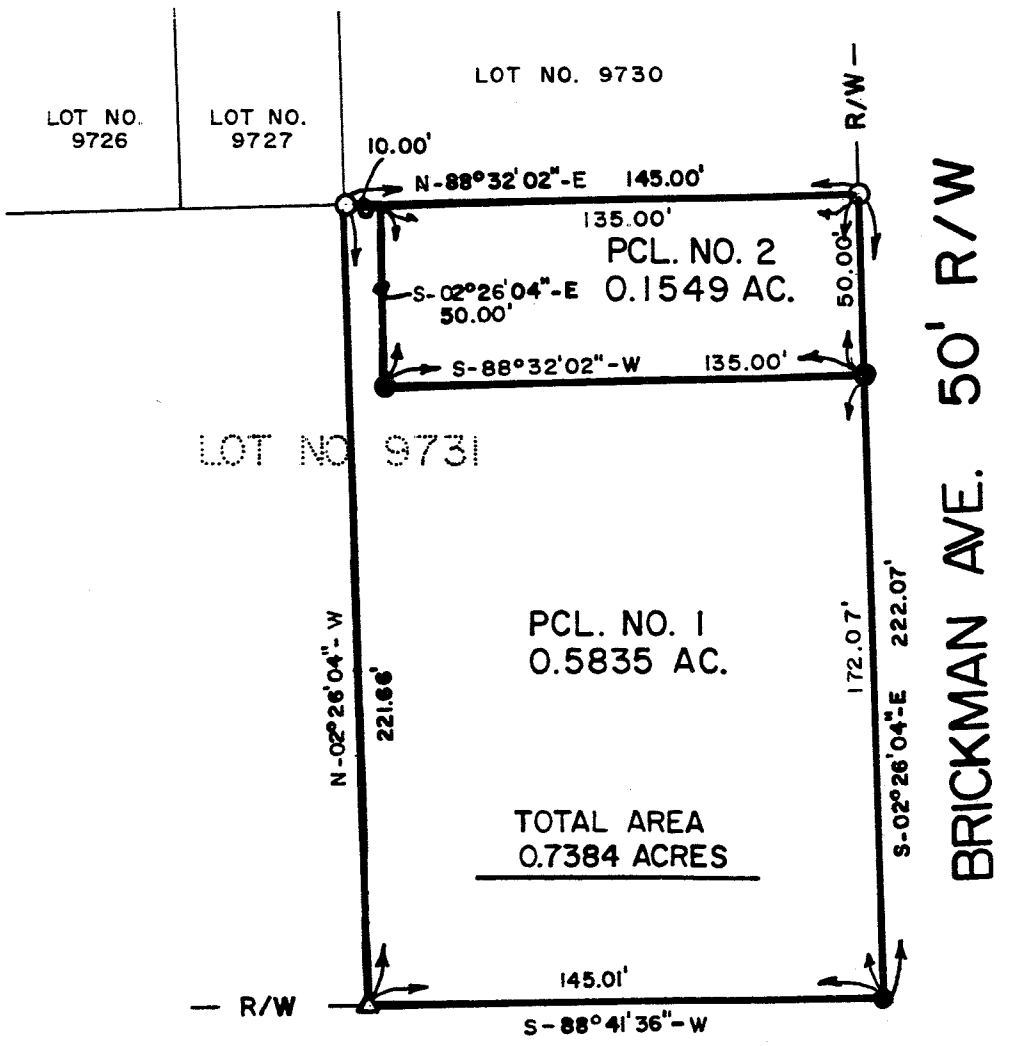 LOT NO. 9730
R/W
LOT NO.
9726
LOT NO.
9727
10.00'
N-88°32'02"-E 145.00'
135.00'
PCL. NO. 2
0.1549 AC.
50.00'
S-02°26'04"-E
50.00'
S-88°32'02"-W 135.00'
LOT NO 9731
BRICKMAN AVE. 50' R/W
PCL. NO. 1
0.5835 AC.
N-02°26'04"-W
221.66'
172.07'
S-02°26'04"-E 222.07'
TOTAL AREA
0.7384 ACRES
145.01'
R/W
S-88°41'36"-W